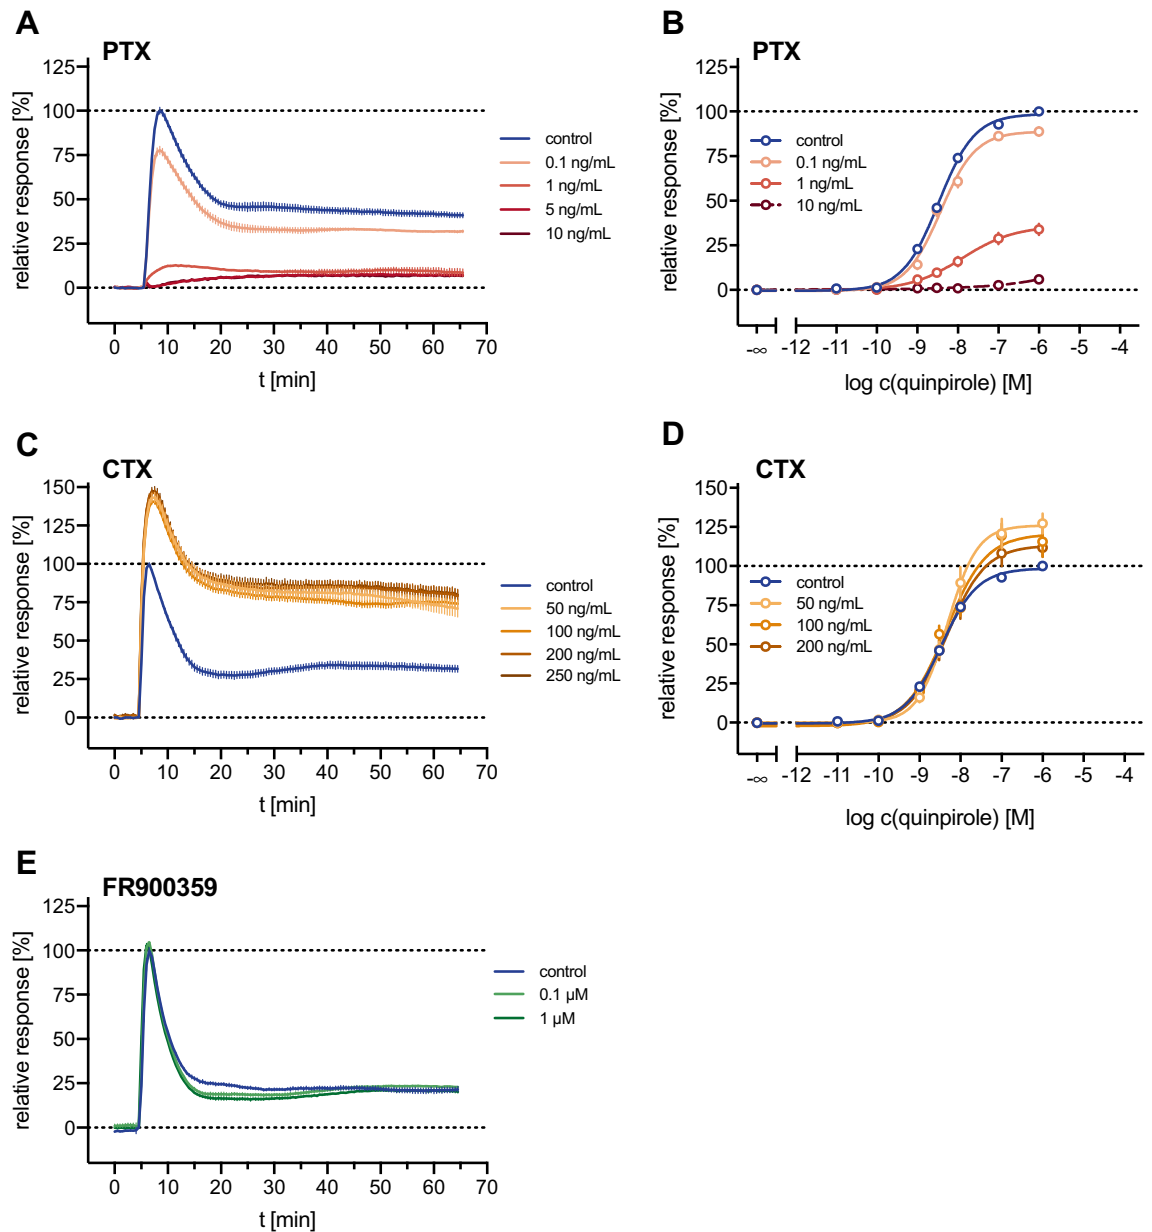 A
PTX
125
100
75
50
25
0
relative response [%]
0 10 20 30 40 50 60 70
t [min]
control
0.1 ng/mL
1 ng/mL
5 ng/mL
10 ng/mL
B
PTX
125
100
75
50
25
0
relative response [%]
control
0.1 ng/mL
1 ng/mL
10 ng/mL
-∞ -12 -11 -10 -9 -8 -7 -6 -5 -4
log c(quinpirole) [M]
C
CTX
150
125
100
75
50
25
0
relative response [%]
0 10 20 30 40 50 60 70
t [min]
control
50 ng/mL
100 ng/mL
200 ng/mL
250 ng/mL
D
CTX
150
125
100
75
50
25
0
relative response [%]
control
50 ng/mL
100 ng/mL
200 ng/mL
-∞ -12 -11 -10 -9 -8 -7 -6 -5 -4
log c(quinpirole) [M]
E
FR900359
125
100
75
50
25
0
relative response [%]
0 10 20 30 40 50 60 70
t [min]
control
0.1 µM
1 µM